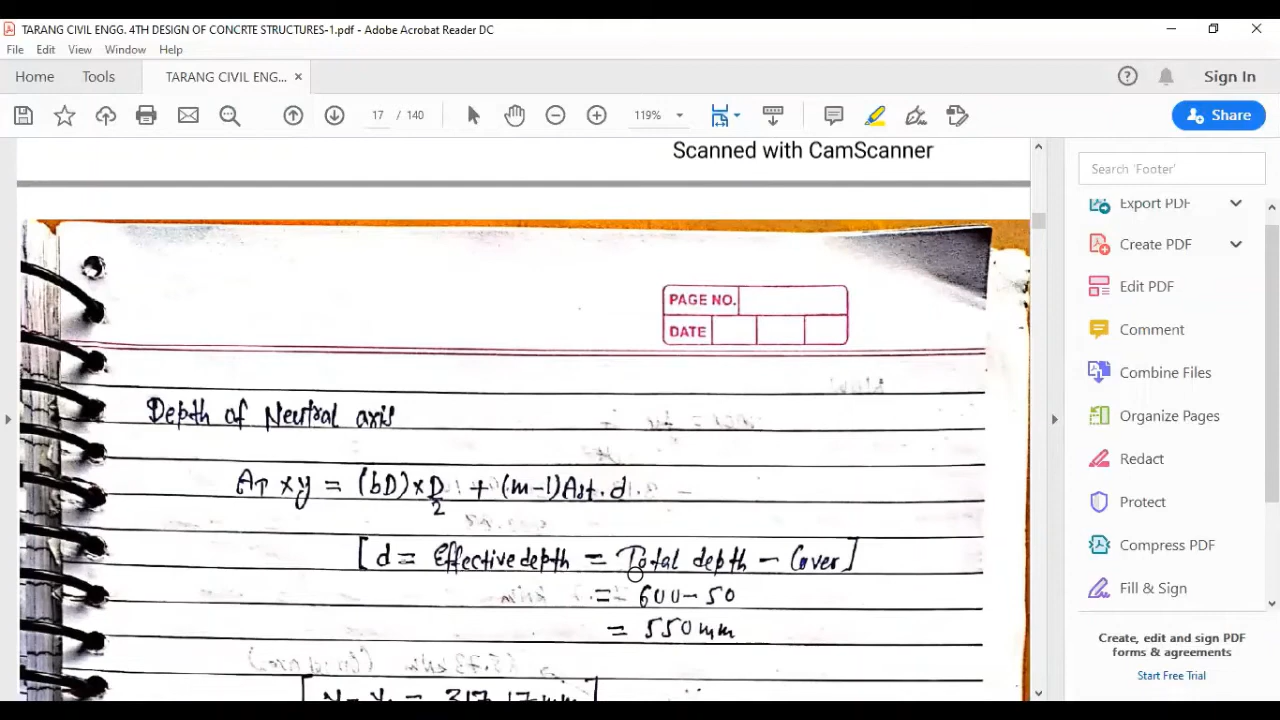 TARANG CIVIL ENGG. 4TH DESIGN OF CONCRTE STRUCTURES-1.pdf - Adobe Acrobat Reader DC
File Edit View Window Help
Home Tools TARANG CIVIL ENG... × Sign In
17 / 140 119% Share
Scanned with CamScanner
Search 'Footer'
Export PDF
Create PDF
Edit PDF
Comment
Combine Files
Organize Pages
Redact
Protect
Compress PDF
Fill & Sign
Create, edit and sign PDF
forms & agreements
Start Free Trial
PAGE NO.
DATE
Depth of Neutral axis
AT × y = (bD) × D/2 + (m-1) Ast. d
[d = Effective depth = Total depth - Cover]
= 600 - 50
= 550mm
= 317.17mm